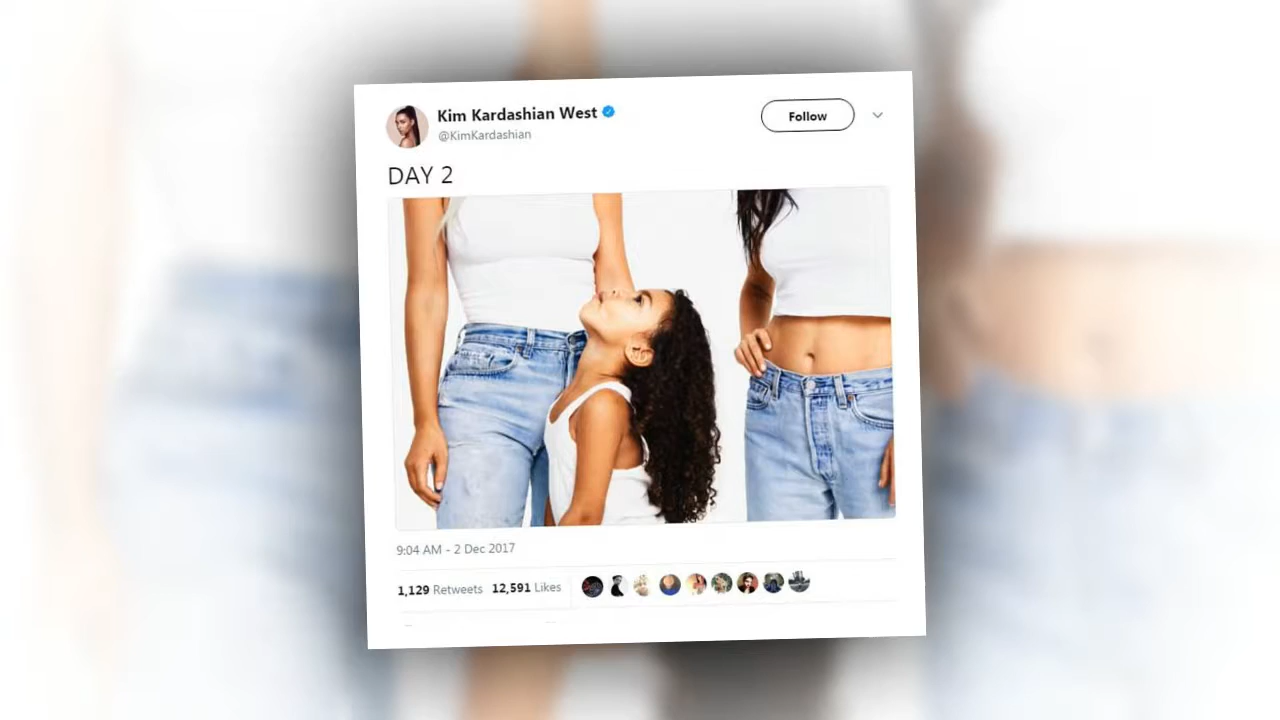 Kim Kardashian West
Follow
@KimKardashian
DAY 2
9:04 AM - 2 Dec 2017
1,129 Retweets 12,591 Likes